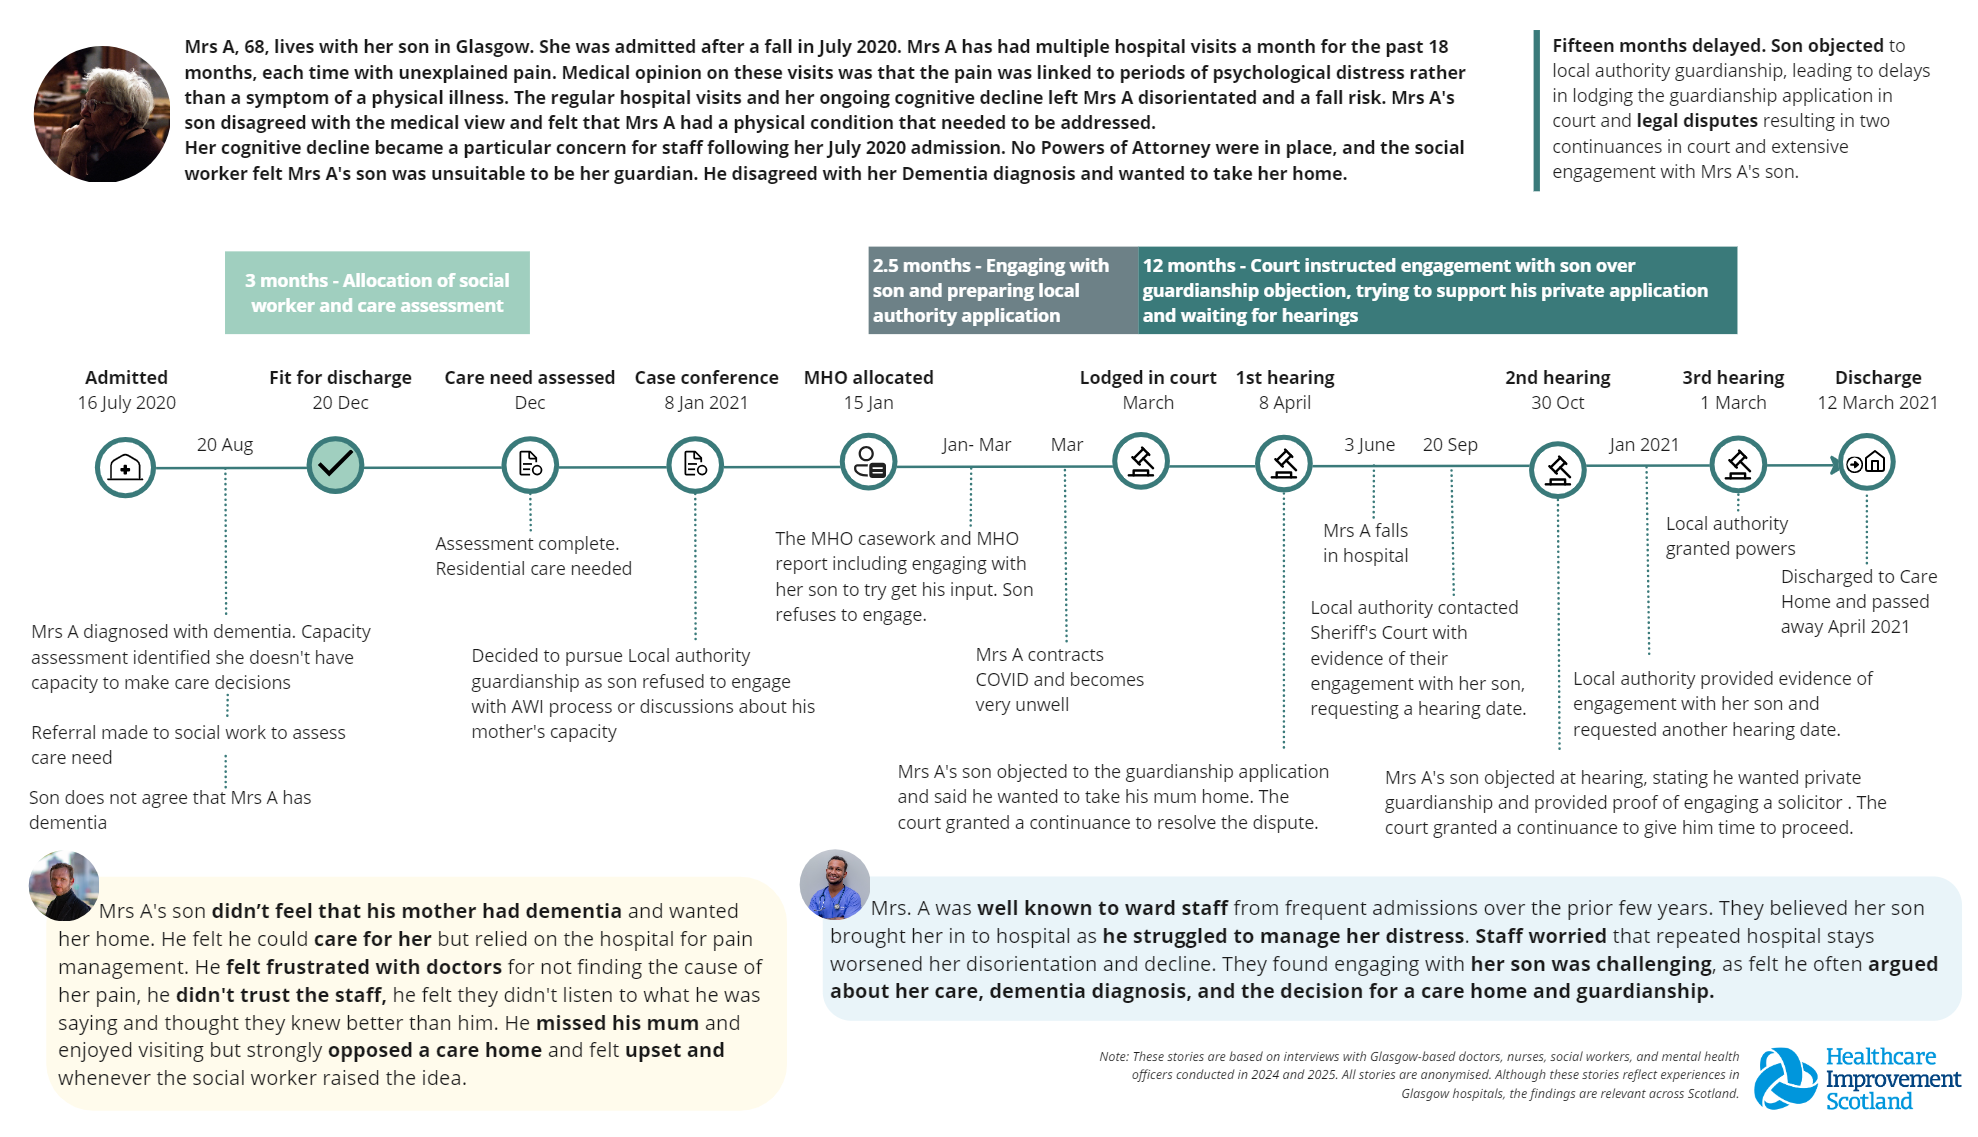 Mrs A, 68, lives with her son in Glasgow. She was admitted after a fall in July 2020. Mrs A has had multiple hospital visits a month for the past 18
months, each time with unexplained pain. Medical opinion on these visits was that the pain was linked to periods of psychological distress rather
than a symptom of a physical illness. The regular hospital visits and her ongoing cognitive decline left Mrs A disorientated and a fall risk. Mrs A's
son disagreed with the medical view and felt that Mrs A had a physical condition that needed to be addressed.
Her cognitive decline became a particular concern for staff following her July 2020 admission. No Powers of Attorney were in place, and the social
worker felt Mrs A's son was unsuitable to be her guardian. He disagreed with her Dementia diagnosis and wanted to take her home.
Fifteen months delayed. Son objected to
local authority guardianship, leading to delays
in lodging the guardianship application in
court and legal disputes resulting in two
continuances in court and extensive
engagement with Mrs A's son.
3 months - Allocation of social
worker and care assessment
2.5 months - Engaging with
son and preparing local
authority application
12 months - Court instructed engagement with son over
guardianship objection, trying to support his private application
and waiting for hearings
Admitted
16 July 2020
Fit for discharge
20 Dec
Care need assessed
Dec
Case conference
8 Jan 2021
MHO allocated
15 Jan
Lodged in court
March
1st hearing
8 April
2nd hearing
30 Oct
3rd hearing
1 March
Discharge
12 March 2021
20 Aug
Jan- Mar
Mar
3 June
20 Sep
Jan 2021
Mrs A diagnosed with dementia. Capacity
assessment identified she doesn't have
capacity to make care decisions
Referral made to social work to assess
care need
Son does not agree that Mrs A has
dementia
Assessment complete.
Residential care needed
Decided to pursue Local authority
guardianship as son refused to engage
with AWI process or discussions about his
mother's capacity
The MHO casework and MHO
report including engaging with
her son to try get his input. Son
refuses to engage.
Mrs A contracts
COVID and becomes
very unwell
Mrs A's son objected to the guardianship application
and said he wanted to take his mum home. The
court granted a continuance to resolve the dispute.
Mrs A falls
in hospital
Local authority contacted
Sheriff's Court with
evidence of their
engagement with her son,
requesting a hearing date.
Mrs A's son objected at hearing, stating he wanted private
guardianship and provided proof of engaging a solicitor . The
court granted a continuance to give him time to proceed.
Local authority provided evidence of
engagement with her son and
requested another hearing date.
Local authority
granted powers
Discharged to Care
Home and passed
away April 2021
Mrs A's son didn’t feel that his mother had dementia and wanted
her home. He felt he could care for her but relied on the hospital for pain
management. He felt frustrated with doctors for not finding the cause of
her pain, he didn't trust the staff, he felt they didn't listen to what he was
saying and thought they knew better than him. He missed his mum and
enjoyed visiting but strongly opposed a care home and felt upset and
whenever the social worker raised the idea.
Mrs. A was well known to ward staff from frequent admissions over the prior few years. They believed her son
brought her in to hospital as he struggled to manage her distress. Staff worried that repeated hospital stays
worsened her disorientation and decline. They found engaging with her son was challenging, as felt he often argued
about her care, dementia diagnosis, and the decision for a care home and guardianship.
Note: These stories are based on interviews with Glasgow-based doctors, nurses, social workers, and mental health
officers conducted in 2024 and 2025. All stories are anonymised. Although these stories reflect experiences in
Glasgow hospitals, the findings are relevant across Scotland.
Healthcare
Improvement
Scotland